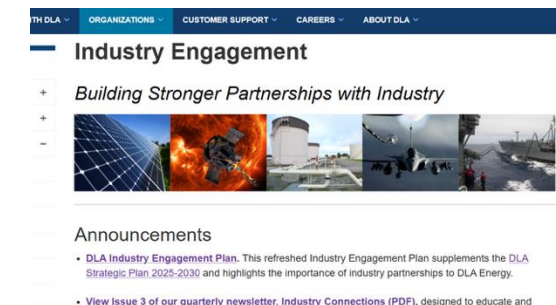 ITH DLA ORGANIZATIONS CUSTOMER SUPPORT CAREERS ABOUT DLA
Industry Engagement
Building Stronger Partnerships with Industry
Announcements
• DLA Industry Engagement Plan. This refreshed Industry Engagement Plan supplements the DLA
Strategic Plan 2025-2030 and highlights the importance of industry partnerships to DLA Energy.
• View Issue 3 of our quarterly newsletter, Industry Connections (PDF), designed to educate and